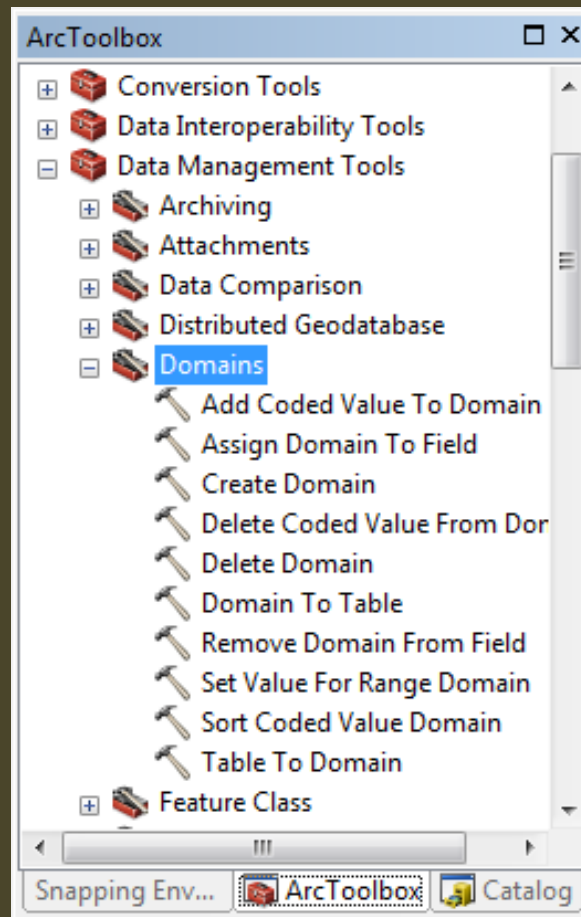 ArcToolbox
Conversion Tools
Data Interoperability Tools
Data Management Tools
Archiving
Attachments
Data Comparison
Distributed Geodatabase
Domains
Add Coded Value To Domain
Assign Domain To Field
Create Domain
Delete Coded Value From Dor
Delete Domain
Domain To Table
Remove Domain From Field
Set Value For Range Domain
Sort Coded Value Domain
Table To Domain
Feature Class
Snapping Env... ArcToolbox Catalog